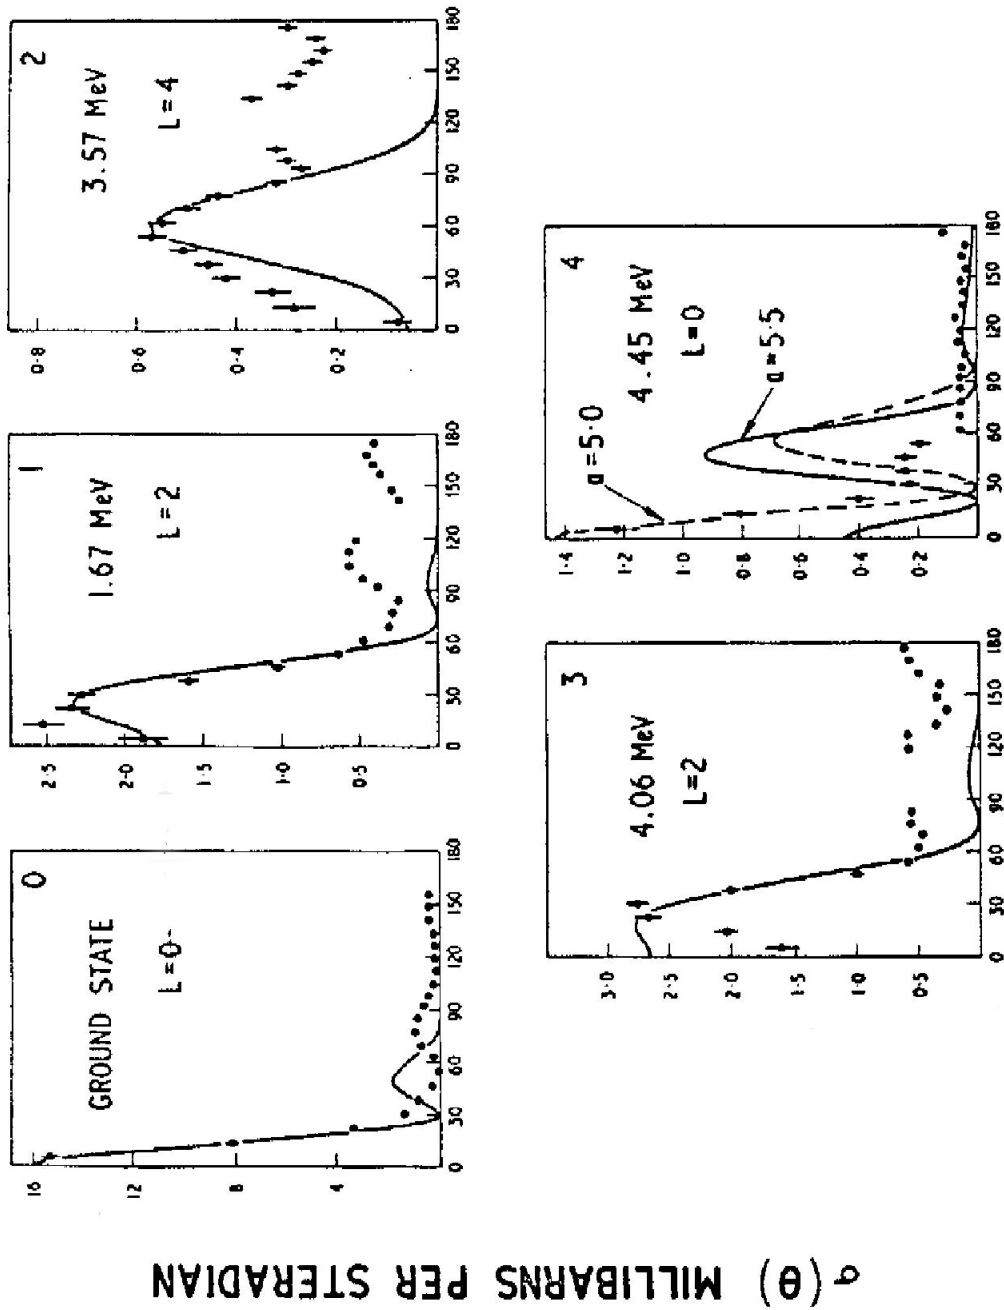 σ(θ) MILLIBARNS PER STERADIAN
0
GROUND STATE
L=0
16
12
8
4
0 30 60 90 120 150 180
1
1.67 MeV
L=2
2·5
2·0
1·5
1·0
0·5
0 30 60 90 120 150 180
2
3.57 MeV
L=4
0·8
0·6
0·4
0·2
0 30 60 90 120 150 180
3
4.06 MeV
L=2
3·0
2·0
1·5
1·0
0·5
0 30 60 90 120 150 180
4
4.45 MeV
L=0
a=5·0
a=5·5
1·4
1·2
1·0
0·8
0·6
0·4
0·2
0 30 60 90 120 150 180